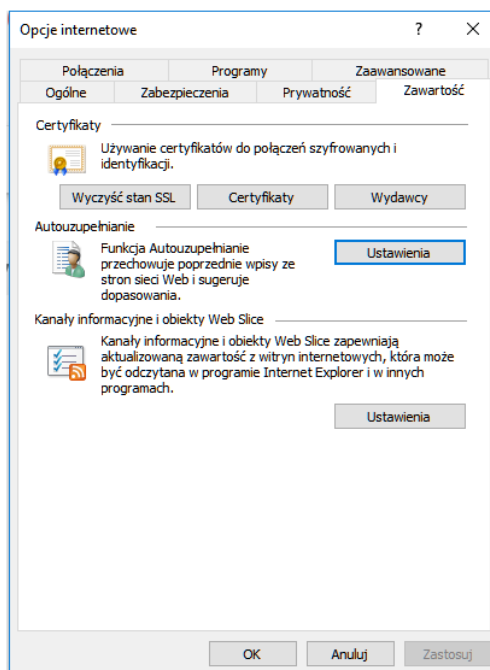 Opcje internetowe
?
Połączenia Programy Zaawansowane
Ogólne Zabezpieczenia Prywatność Zawartość
Certyfikaty
Używanie certyfikatów do połączeń szyfrowanych i
identyfikacji.
Wyczyść stan SSL Certyfikaty Wydawcy
Autouzupełnianie
Funkcja Autouzupełnianie
przechowuje poprzednie wpisy ze
stron sieci Web i sugeruje
dopasowania.
Ustawienia
Kanały informacyjne i obiekty Web Slice
Kanały informacyjne i obiekty Web Slice zapewniają
aktualizowaną zawartość z witryn internetowych, która może
być odczytana w programie Internet Explorer i w innych
programach.
Ustawienia
OK Anuluj Zastosuj